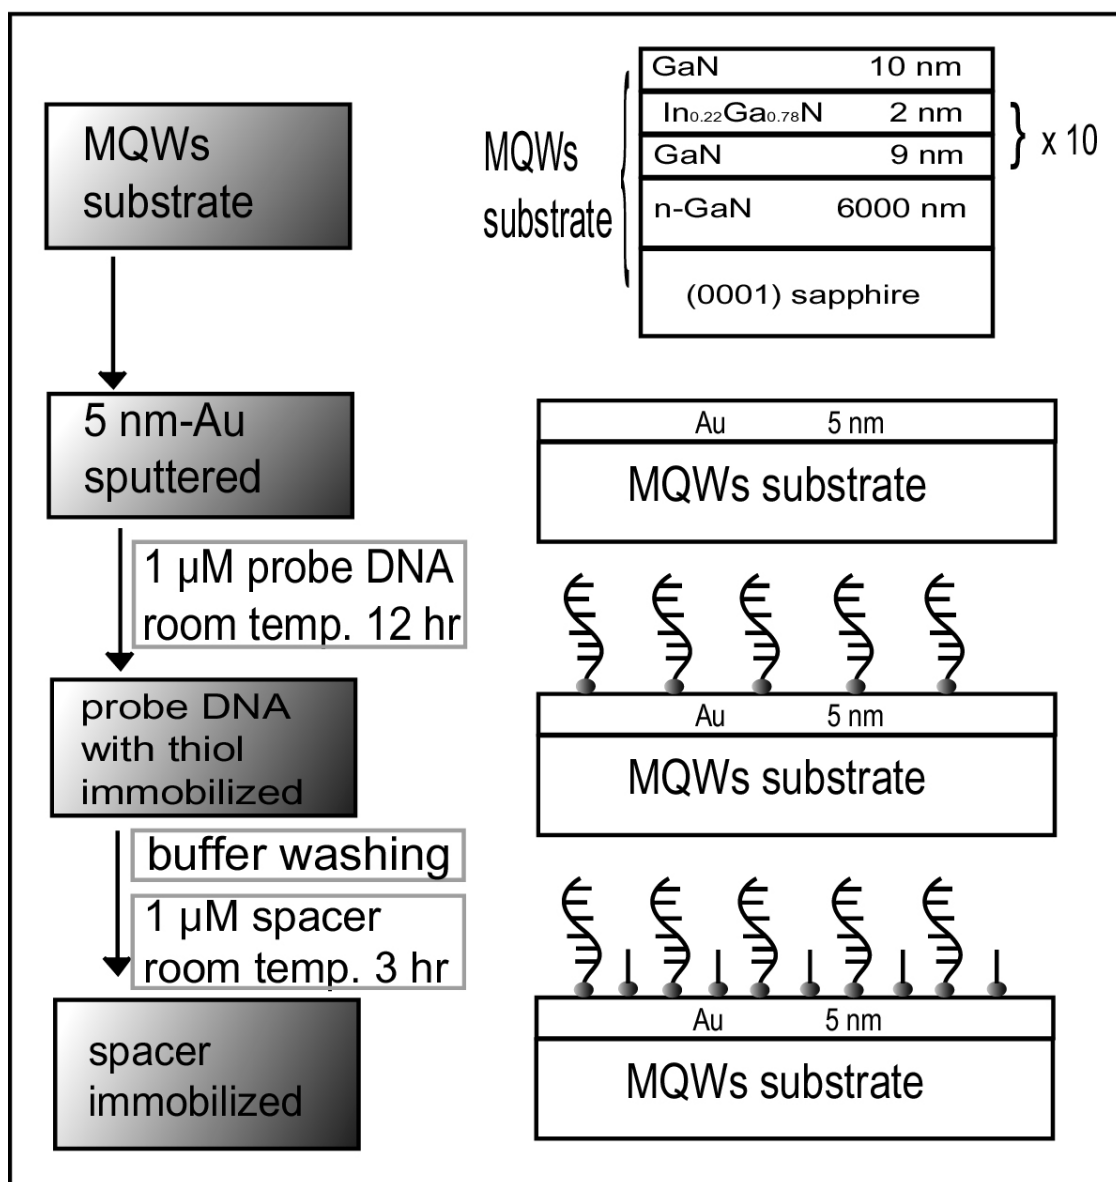 MQWs
substrate
MQWs
substrate
GaN 10 nm
In0.22Ga0.78N 2 nm
GaN 9 nm
x 10
n-GaN 6000 nm
(0001) sapphire
5 nm-Au
sputtered
Au 5 nm
MQWs substrate
1 µM probe DNA
room temp. 12 hr
probe DNA
with thiol
immobilized
Au 5 nm
MQWs substrate
buffer washing
1 µM spacer
room temp. 3 hr
spacer
immobilized
Au 5 nm
MQWs substrate